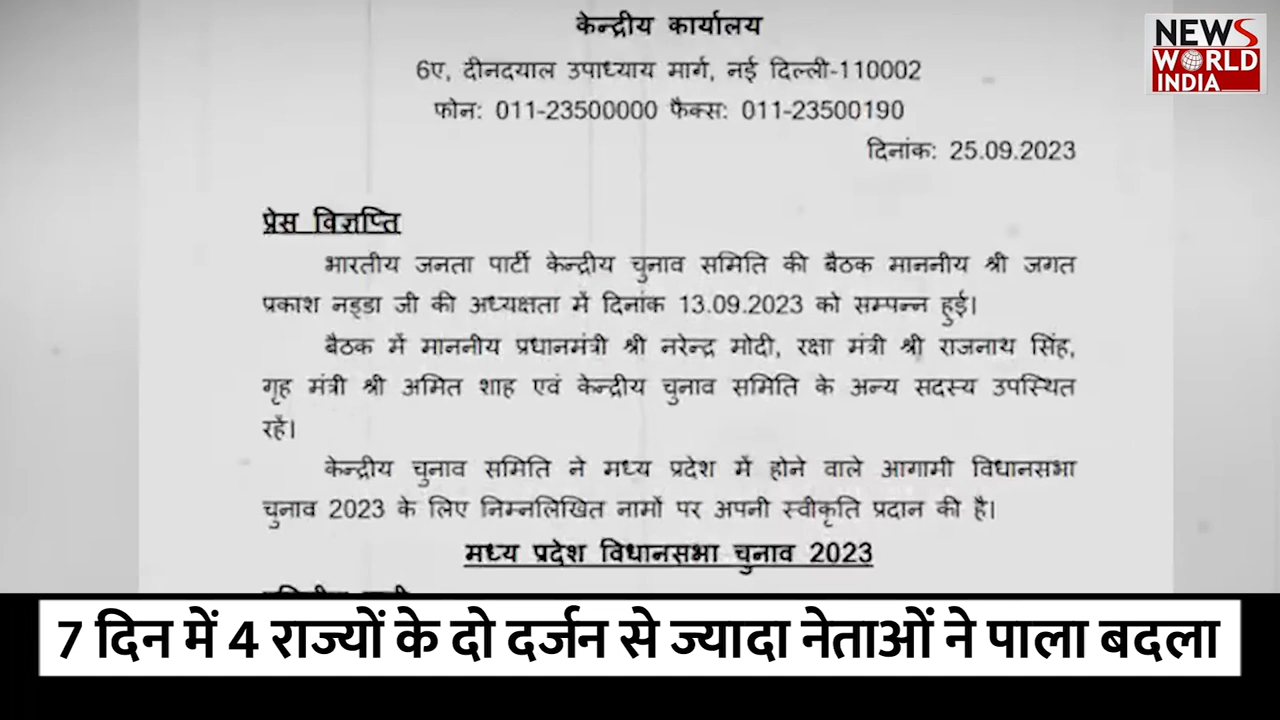 केन्द्रीय कार्यालय
6ए, दीनदयाल उपाध्याय मार्ग, नई दिल्ली-110002
फोन: 011-23500000 फैक्स: 011-23500190
दिनांक: 25.09.2023
प्रेस विज्ञप्ति
भारतीय जनता पार्टी केन्द्रीय चुनाव समिति की बैठक माननीय श्री जगत
प्रकाश नड्डा जी की अध्यक्षता में दिनांक 13.09.2023 को सम्पन्न हुई।
बैठक में माननीय प्रधानमंत्री श्री नरेन्द्र मोदी, रक्षा मंत्री श्री राजनाथ सिंह,
गृह मंत्री श्री अमित शाह एवं केन्द्रीय चुनाव समिति के अन्य सदस्य उपस्थित
रहें।
केन्द्रीय चुनाव समिति ने मध्य प्रदेश में होने वाले आगामी विधानसभा
चुनाव 2023 के लिए निम्नलिखित नामों पर अपनी स्वीकृति प्रदान की है।
मध्य प्रदेश विधानसभा चुनाव 2023
NEWS
WORLD
INDIA
7 दिन में 4 राज्यों के दो दर्जन से ज्यादा नेताओं ने पाला बदला